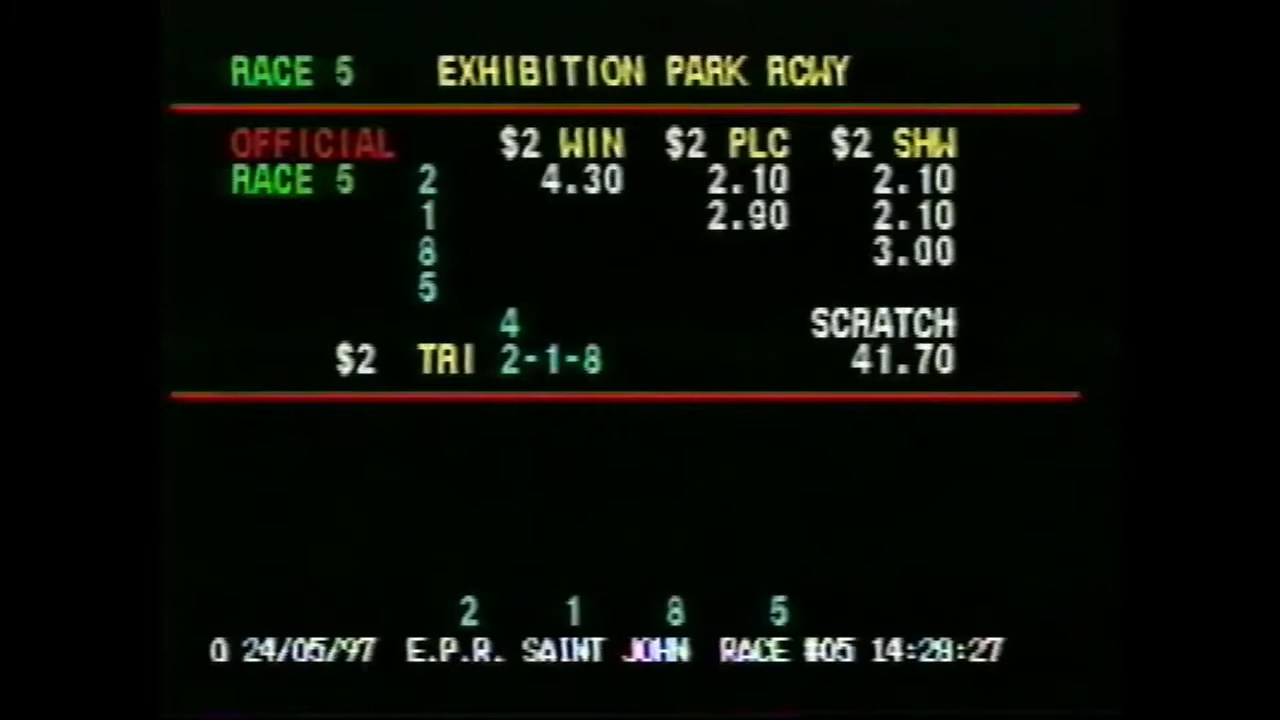 RACE 5 EXHIBITION PARK RCWY
OFFICIAL $2 WIN $2 PLC $2 SHW
RACE 5 2 4.30 2.10 2.10
1 2.90 2.10
8 3.00
5
4 SCRATCH
$2 TRI 2-1-8 41.70
2 1 8 5
0 24/05/97 E.P.R. SAINT JOHN RACE #05 14:29:27